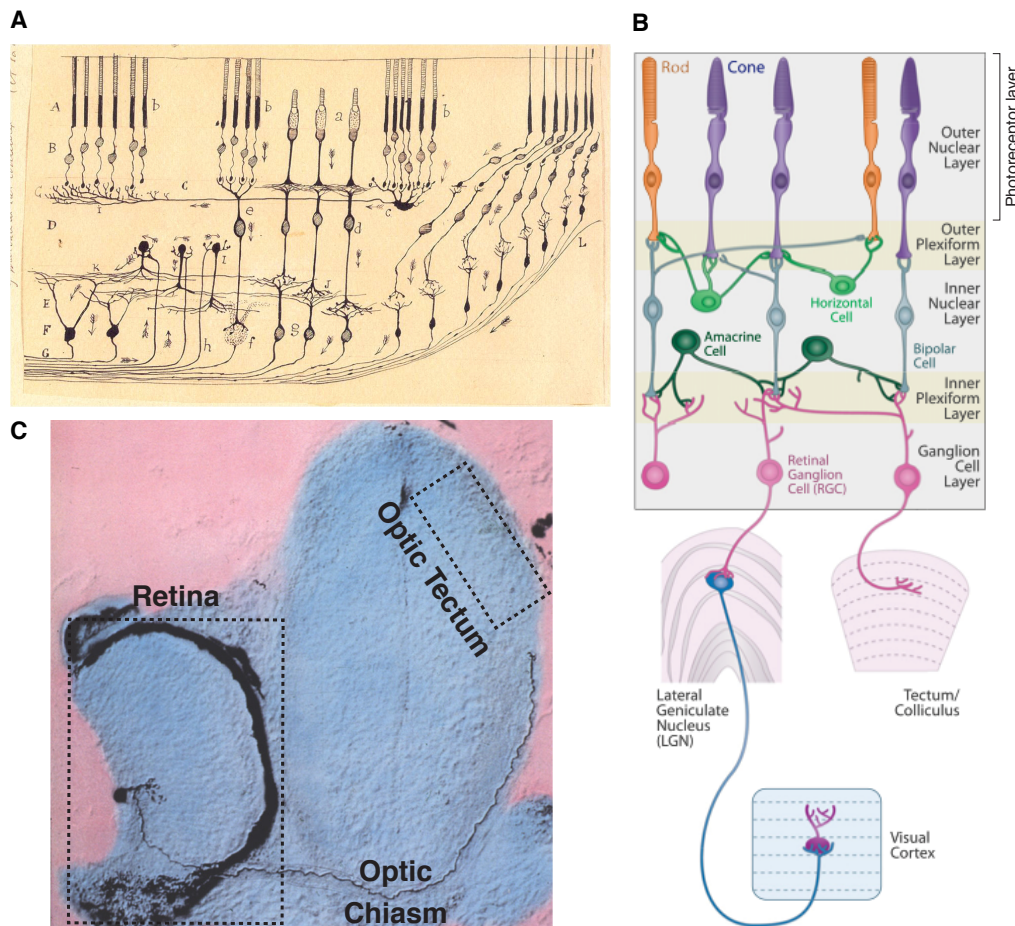 A
A
b
b
a
b
B
C
c
D
e
d
L
K
l
J
E
F
g
G
h
f
B
Rod
Cone
Outer
Nuclear
Layer
Photoreceptor layer
Outer
Plexiform
Layer
Inner
Nuclear
Layer
Horizontal
Cell
Amacrine
Cell
Bipolar
Cell
Inner
Plexiform
Layer
Retinal
Ganglion
Cell (RGC)
Ganglion
Cell
Layer
Lateral
Geniculate
Nucleus
(LGN)
Tectum/
Colliculus
Visual
Cortex
C
Retina
Optic Tectum
Optic
Chiasm